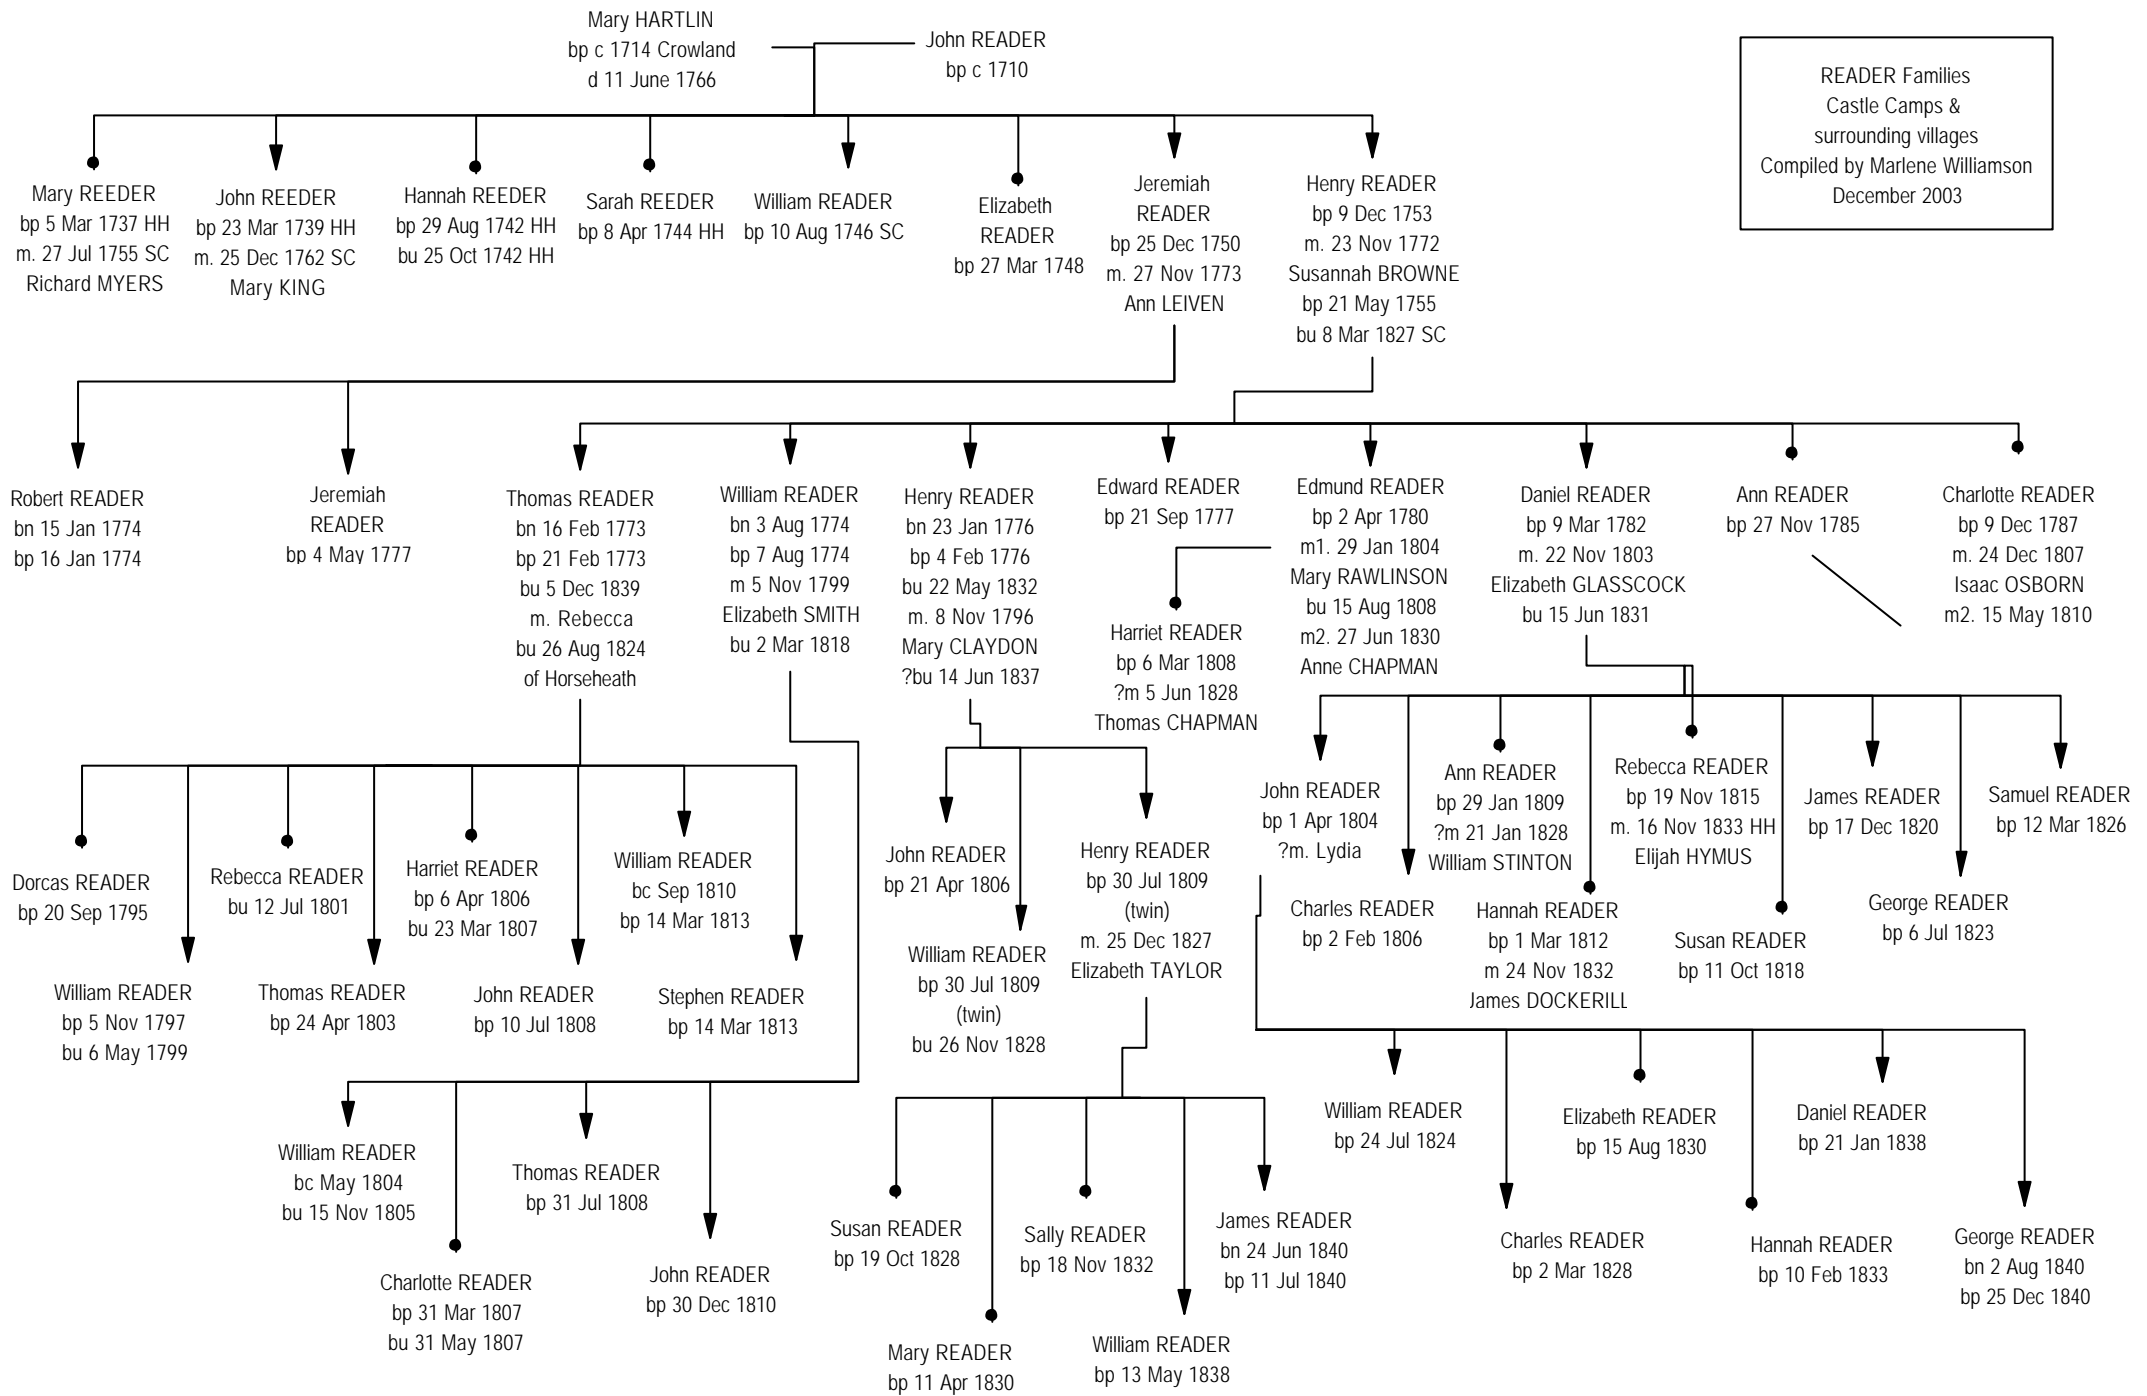 Mary HARTLIN
bp c 1714 Crowland
d 11 June 1766
John READER
bp c 1710
READER Families
Castle Camps &
surrounding villages
Compiled by Marlene Williamson
December 2003
Mary REEDER
bp 5 Mar 1737 HH
m. 27 Jul 1755 SC
Richard MYERS
John REEDER
bp 23 Mar 1739 HH
m. 25 Dec 1762 SC
Mary KING
Hannah REEDER
bp 29 Aug 1742 HH
bu 25 Oct 1742 HH
Sarah REEDER
bp 8 Apr 1744 HH
William READER
bp 10 Aug 1746 SC
Elizabeth
READER
bp 27 Mar 1748
Jeremiah
READER
bp 25 Dec 1750
m. 27 Nov 1773
Ann LEIVEN
Henry READER
bp 9 Dec 1753
m. 23 Nov 1772
Susannah BROWNE
bp 21 May 1755
bu 8 Mar 1827 SC
Robert READER
bn 15 Jan 1774
bp 16 Jan 1774
Jeremiah
READER
bp 4 May 1777
Thomas READER
bn 16 Feb 1773
bp 21 Feb 1773
bu 5 Dec 1839
m. Rebecca
bu 26 Aug 1824
of Horseheath
William READER
bn 3 Aug 1774
bp 7 Aug 1774
m 5 Nov 1799
Elizabeth SMITH
bu 2 Mar 1818
Henry READER
bn 23 Jan 1776
bp 4 Feb 1776
bu 22 May 1832
m. 8 Nov 1796
Mary CLAYDON
?bu 14 Jun 1837
Edward READER
bp 21 Sep 1777
Edmund READER
bp 2 Apr 1780
m1. 29 Jan 1804
Mary RAWLINSON
bu 15 Aug 1808
m2. 27 Jun 1830
Anne CHAPMAN
Daniel READER
bp 9 Mar 1782
m. 22 Nov 1803
Elizabeth GLASSCOCK
bu 15 Jun 1831
Ann READER
bp 27 Nov 1785
Charlotte READER
bp 9 Dec 1787
m. 24 Dec 1807
Isaac OSBORN
m2. 15 May 1810
Harriet READER
bp 6 Mar 1808
?m 5 Jun 1828
Thomas CHAPMAN
Dorcas READER
bp 20 Sep 1795
William READER
bp 5 Nov 1797
bu 6 May 1799
Rebecca READER
bu 12 Jul 1801
Thomas READER
bp 24 Apr 1803
Harriet READER
bp 6 Apr 1806
bu 23 Mar 1807
John READER
bp 10 Jul 1808
William READER
bc Sep 1810
bp 14 Mar 1813
Stephen READER
bp 14 Mar 1813
John READER
bp 21 Apr 1806
William READER
bp 30 Jul 1809
(twin)
bu 26 Nov 1828
Henry READER
bp 30 Jul 1809
(twin)
m. 25 Dec 1827
Elizabeth TAYLOR
John READER
bp 1 Apr 1804
?m. Lydia
Charles READER
bp 2 Feb 1806
Ann READER
bp 29 Jan 1809
?m 21 Jan 1828
William STINTON
Hannah READER
bp 1 Mar 1812
m 24 Nov 1832
James DOCKERILL
Rebecca READER
bp 19 Nov 1815
m. 16 Nov 1833 HH
Elijah HYMUS
Susan READER
bp 11 Oct 1818
James READER
bp 17 Dec 1820
George READER
bp 6 Jul 1823
Samuel READER
bp 12 Mar 1826
William READER
bc May 1804
bu 15 Nov 1805
Charlotte READER
bp 31 Mar 1807
bu 31 May 1807
Thomas READER
bp 31 Jul 1808
John READER
bp 30 Dec 1810
Susan READER
bp 19 Oct 1828
Mary READER
bp 11 Apr 1830
Sally READER
bp 18 Nov 1832
William READER
bp 13 May 1838
James READER
bn 24 Jun 1840
bp 11 Jul 1840
William READER
bp 24 Jul 1824
Charles READER
bp 2 Mar 1828
Elizabeth READER
bp 15 Aug 1830
Hannah READER
bp 10 Feb 1833
Daniel READER
bp 21 Jan 1838
George READER
bn 2 Aug 1840
bp 25 Dec 1840